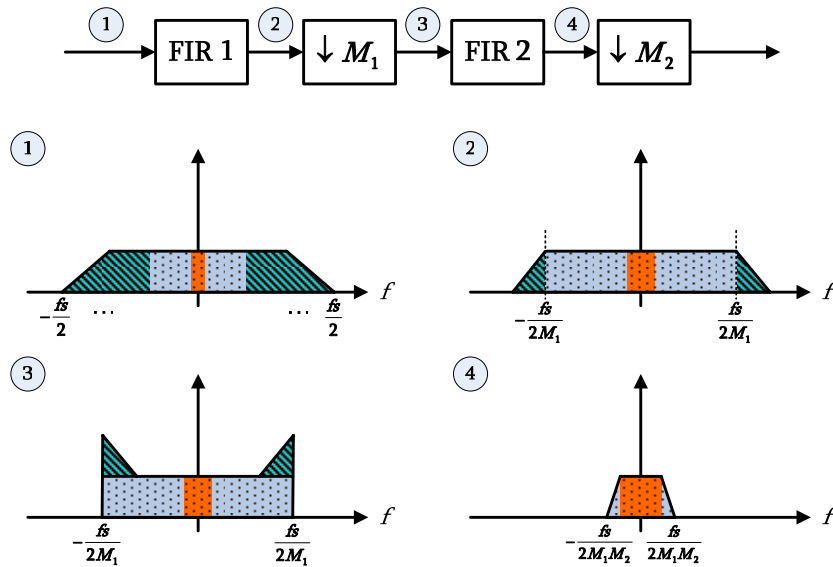 1 2 3 4
FIR 1 ↓ M₁ FIR 2 ↓ M₂
1
f
-fs/2 ... ... fs/2
2
f
-fs/2M₁ fs/2M₁
3
f
-fs/2M₁ fs/2M₁
4
f
-fs/2M₁M₂ fs/2M₁M₂